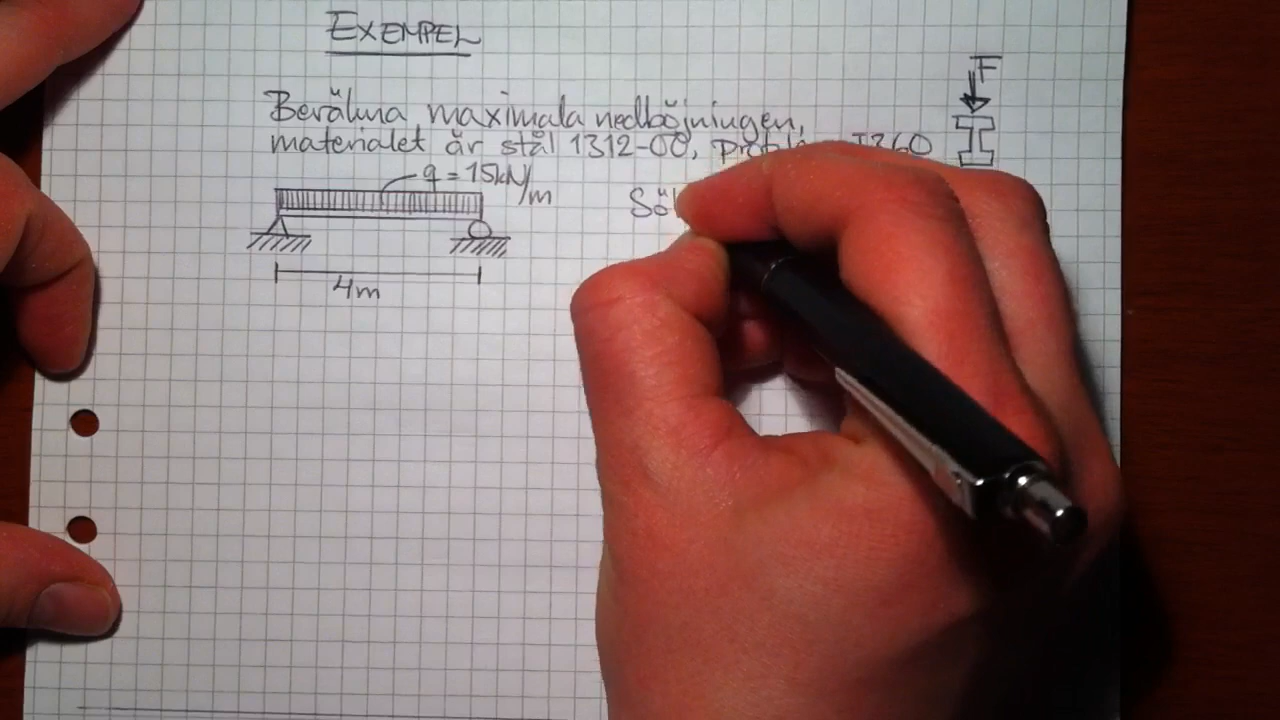 EXEMPEL
F
Beräkna maximala nedböjningen,
materialet är stål 1312-00,
q = 15kN/m
4m